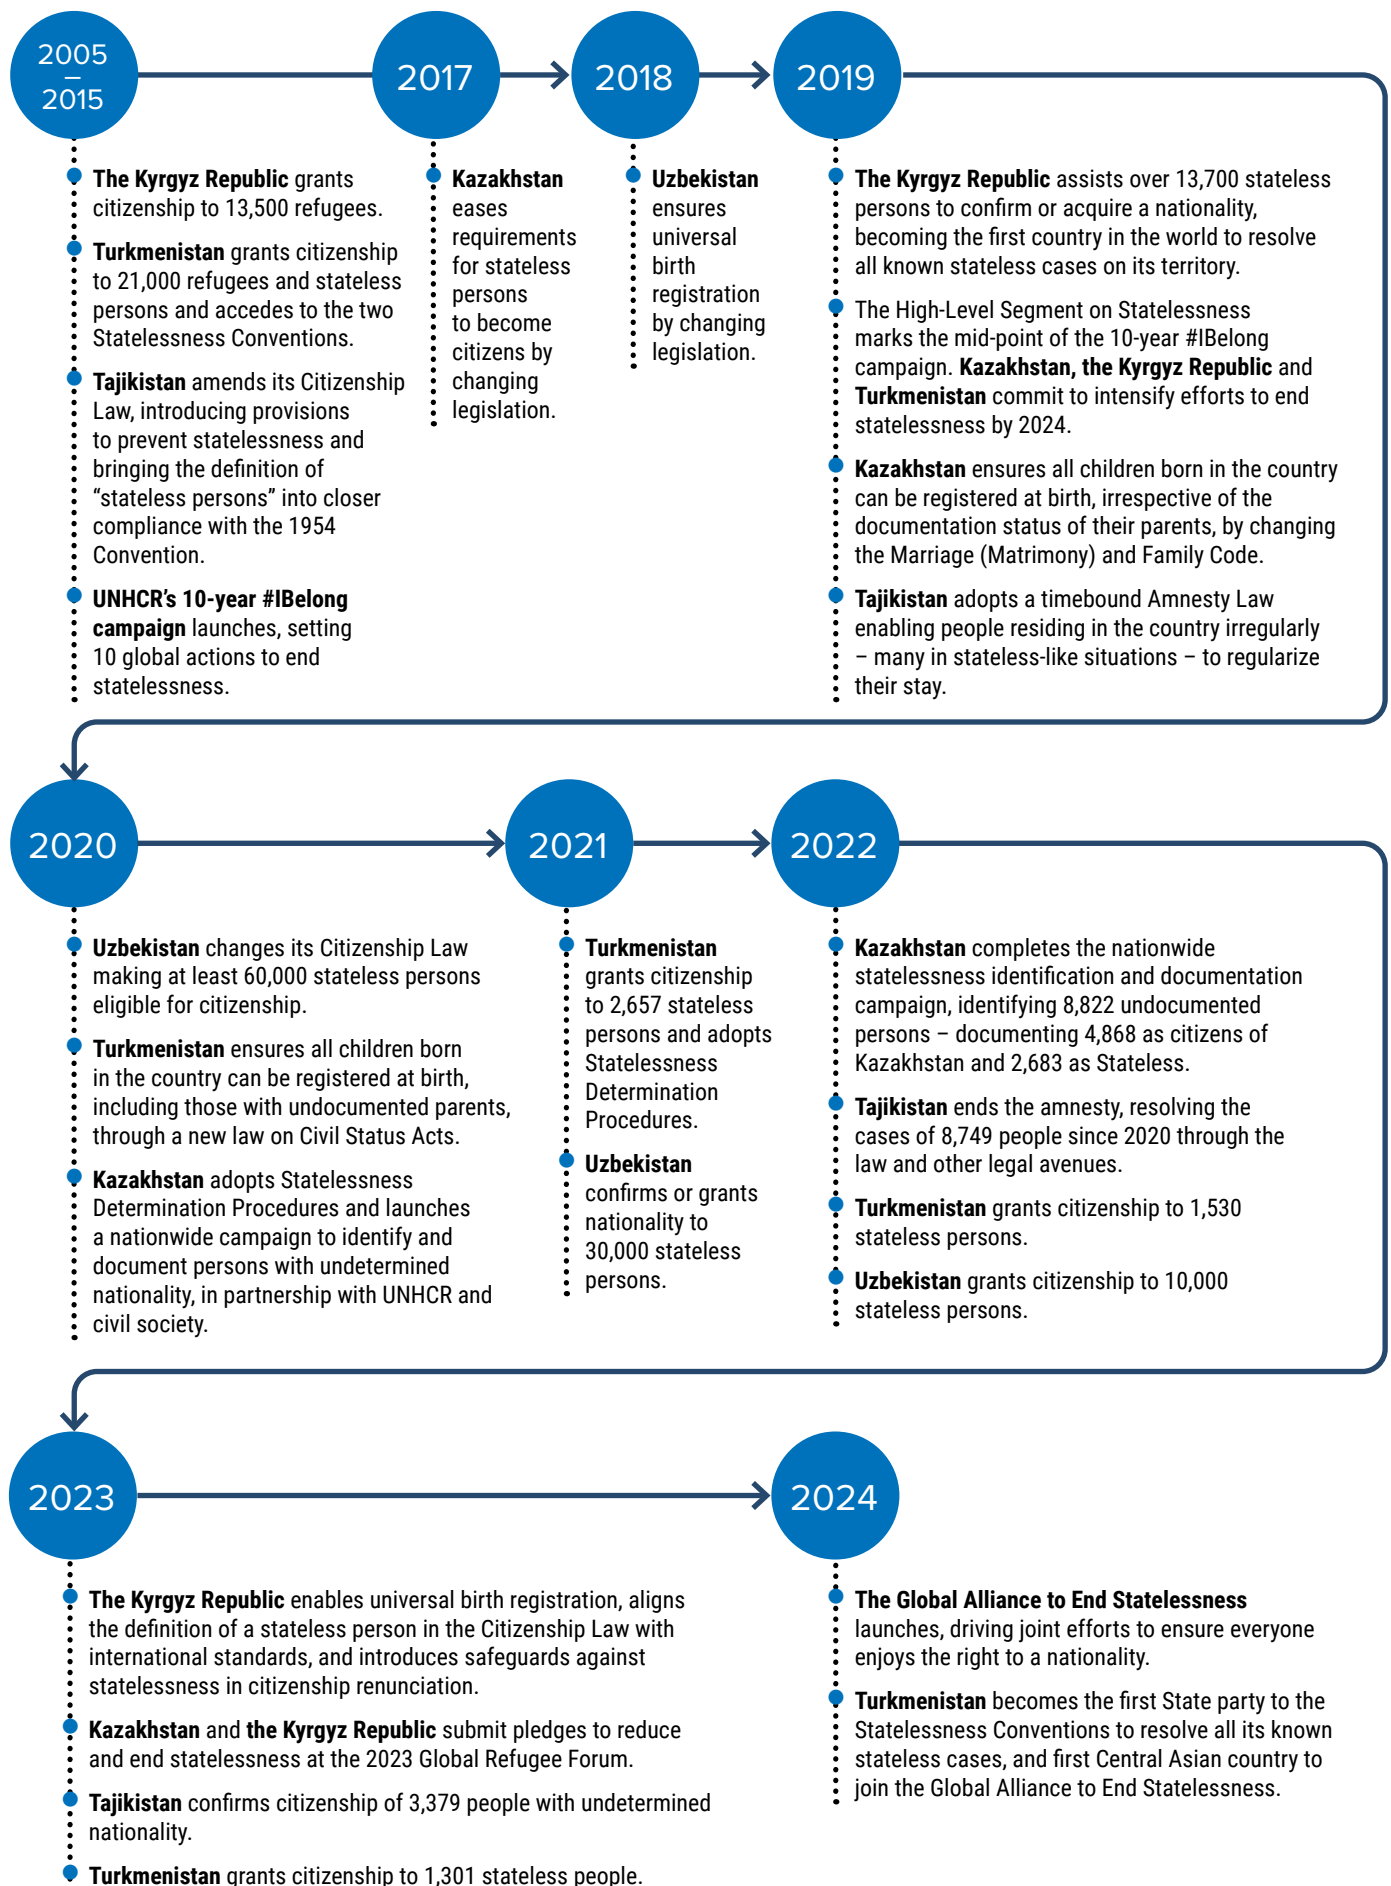 2005
–
2015
The Kyrgyz Republic grants
citizenship to 13,500 refugees.
Turkmenistan grants citizenship
to 21,000 refugees and stateless
persons and accedes to the two
Statelessness Conventions.
Tajikistan amends its Citizenship
Law, introducing provisions
to prevent statelessness and
bringing the definition of
“stateless persons” into closer
compliance with the 1954
Convention.
UNHCR’s 10-year #IBelong
campaign launches, setting
10 global actions to end
statelessness.
2017
Kazakhstan
eases
requirements
for stateless
persons
to become
citizens by
changing
legislation.
2018
Uzbekistan
ensures
universal
birth
registration
by changing
legislation.
2019
The Kyrgyz Republic assists over 13,700 stateless
persons to confirm or acquire a nationality,
becoming the first country in the world to resolve
all known stateless cases on its territory.
The High-Level Segment on Statelessness
marks the mid-point of the 10-year #IBelong
campaign. Kazakhstan, the Kyrgyz Republic and
Turkmenistan commit to intensify efforts to end
statelessness by 2024.
Kazakhstan ensures all children born in the country
can be registered at birth, irrespective of the
documentation status of their parents, by changing
the Marriage (Matrimony) and Family Code.
Tajikistan adopts a timebound Amnesty Law
enabling people residing in the country irregularly
– many in stateless-like situations – to regularize
their stay.
2020
Uzbekistan changes its Citizenship Law
making at least 60,000 stateless persons
eligible for citizenship.
Turkmenistan ensures all children born
in the country can be registered at birth,
including those with undocumented parents,
through a new law on Civil Status Acts.
Kazakhstan adopts Statelessness
Determination Procedures and launches
a nationwide campaign to identify and
document persons with undetermined
nationality, in partnership with UNHCR and
civil society.
2021
Turkmenistan
grants citizenship
to 2,657 stateless
persons and adopts
Statelessness
Determination
Procedures.
Uzbekistan
confirms or grants
nationality to
30,000 stateless
persons.
2022
Kazakhstan completes the nationwide
statelessness identification and documentation
campaign, identifying 8,822 undocumented
persons – documenting 4,868 as citizens of
Kazakhstan and 2,683 as Stateless.
Tajikistan ends the amnesty, resolving the
cases of 8,749 people since 2020 through the
law and other legal avenues.
Turkmenistan grants citizenship to 1,530
stateless persons.
Uzbekistan grants citizenship to 10,000
stateless persons.
2023
The Kyrgyz Republic enables universal birth registration, aligns
the definition of a stateless person in the Citizenship Law with
international standards, and introduces safeguards against
statelessness in citizenship renunciation.
Kazakhstan and the Kyrgyz Republic submit pledges to reduce
and end statelessness at the 2023 Global Refugee Forum.
Tajikistan confirms citizenship of 3,379 people with undetermined
nationality.
Turkmenistan grants citizenship to 1,301 stateless people.
2024
The Global Alliance to End Statelessness
launches, driving joint efforts to ensure everyone
enjoys the right to a nationality.
Turkmenistan becomes the first State party to the
Statelessness Conventions to resolve all its known
stateless cases, and first Central Asian country to
join the Global Alliance to End Statelessness.